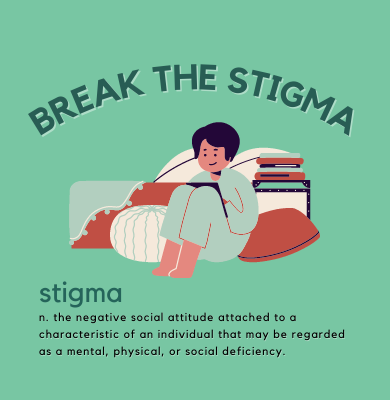 BREAK THE STIGMA
stigma
n. the negative social attitude attached to a
characteristic of an individual that may be regarded
as a mental, physical, or social deficiency.